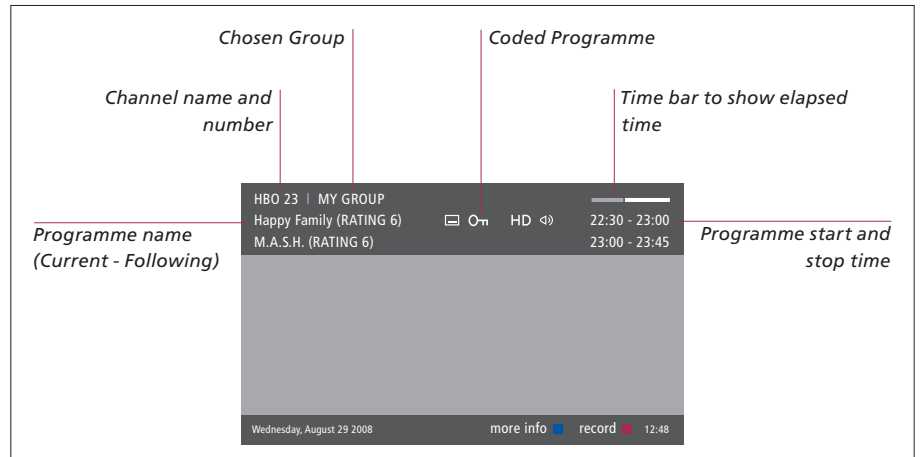 Chosen Group
Coded Programme
Channel name and
number
Time bar to show elapsed
time
HBO 23 | MY GROUP
Happy Family (RATING 6) HD 22:30 - 23:00
M.A.S.H. (RATING 6) 23:00 - 23:45
Programme name
(Current - Following)
Programme start and
stop time
Wednesday, August 29 2008 more info record 12:48